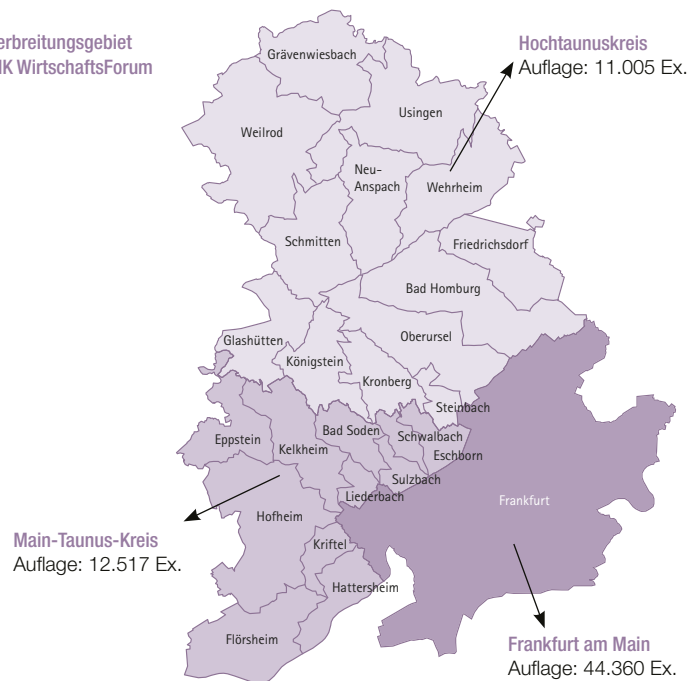 erbreitungsgebiet
IK WirtschaftsForum
Hochtaunuskreis
Auflage: 11.005 Ex.
Grävenwiesbach
Usingen
Weilrod
Neu-
Anspach
Wehrheim
Schmitten
Friedrichsdorf
Bad Homburg
Glashütten
Oberursel
Königstein
Kronberg
Steinbach
Eppstein
Kelkheim
Bad Soden
Schwalbach
Eschborn
Sulzbach
Liederbach
Frankfurt
Hofheim
Main-Taunus-Kreis
Auflage: 12.517 Ex.
Kriftel
Hattersheim
Flörsheim
Frankfurt am Main
Auflage: 44.360 Ex.